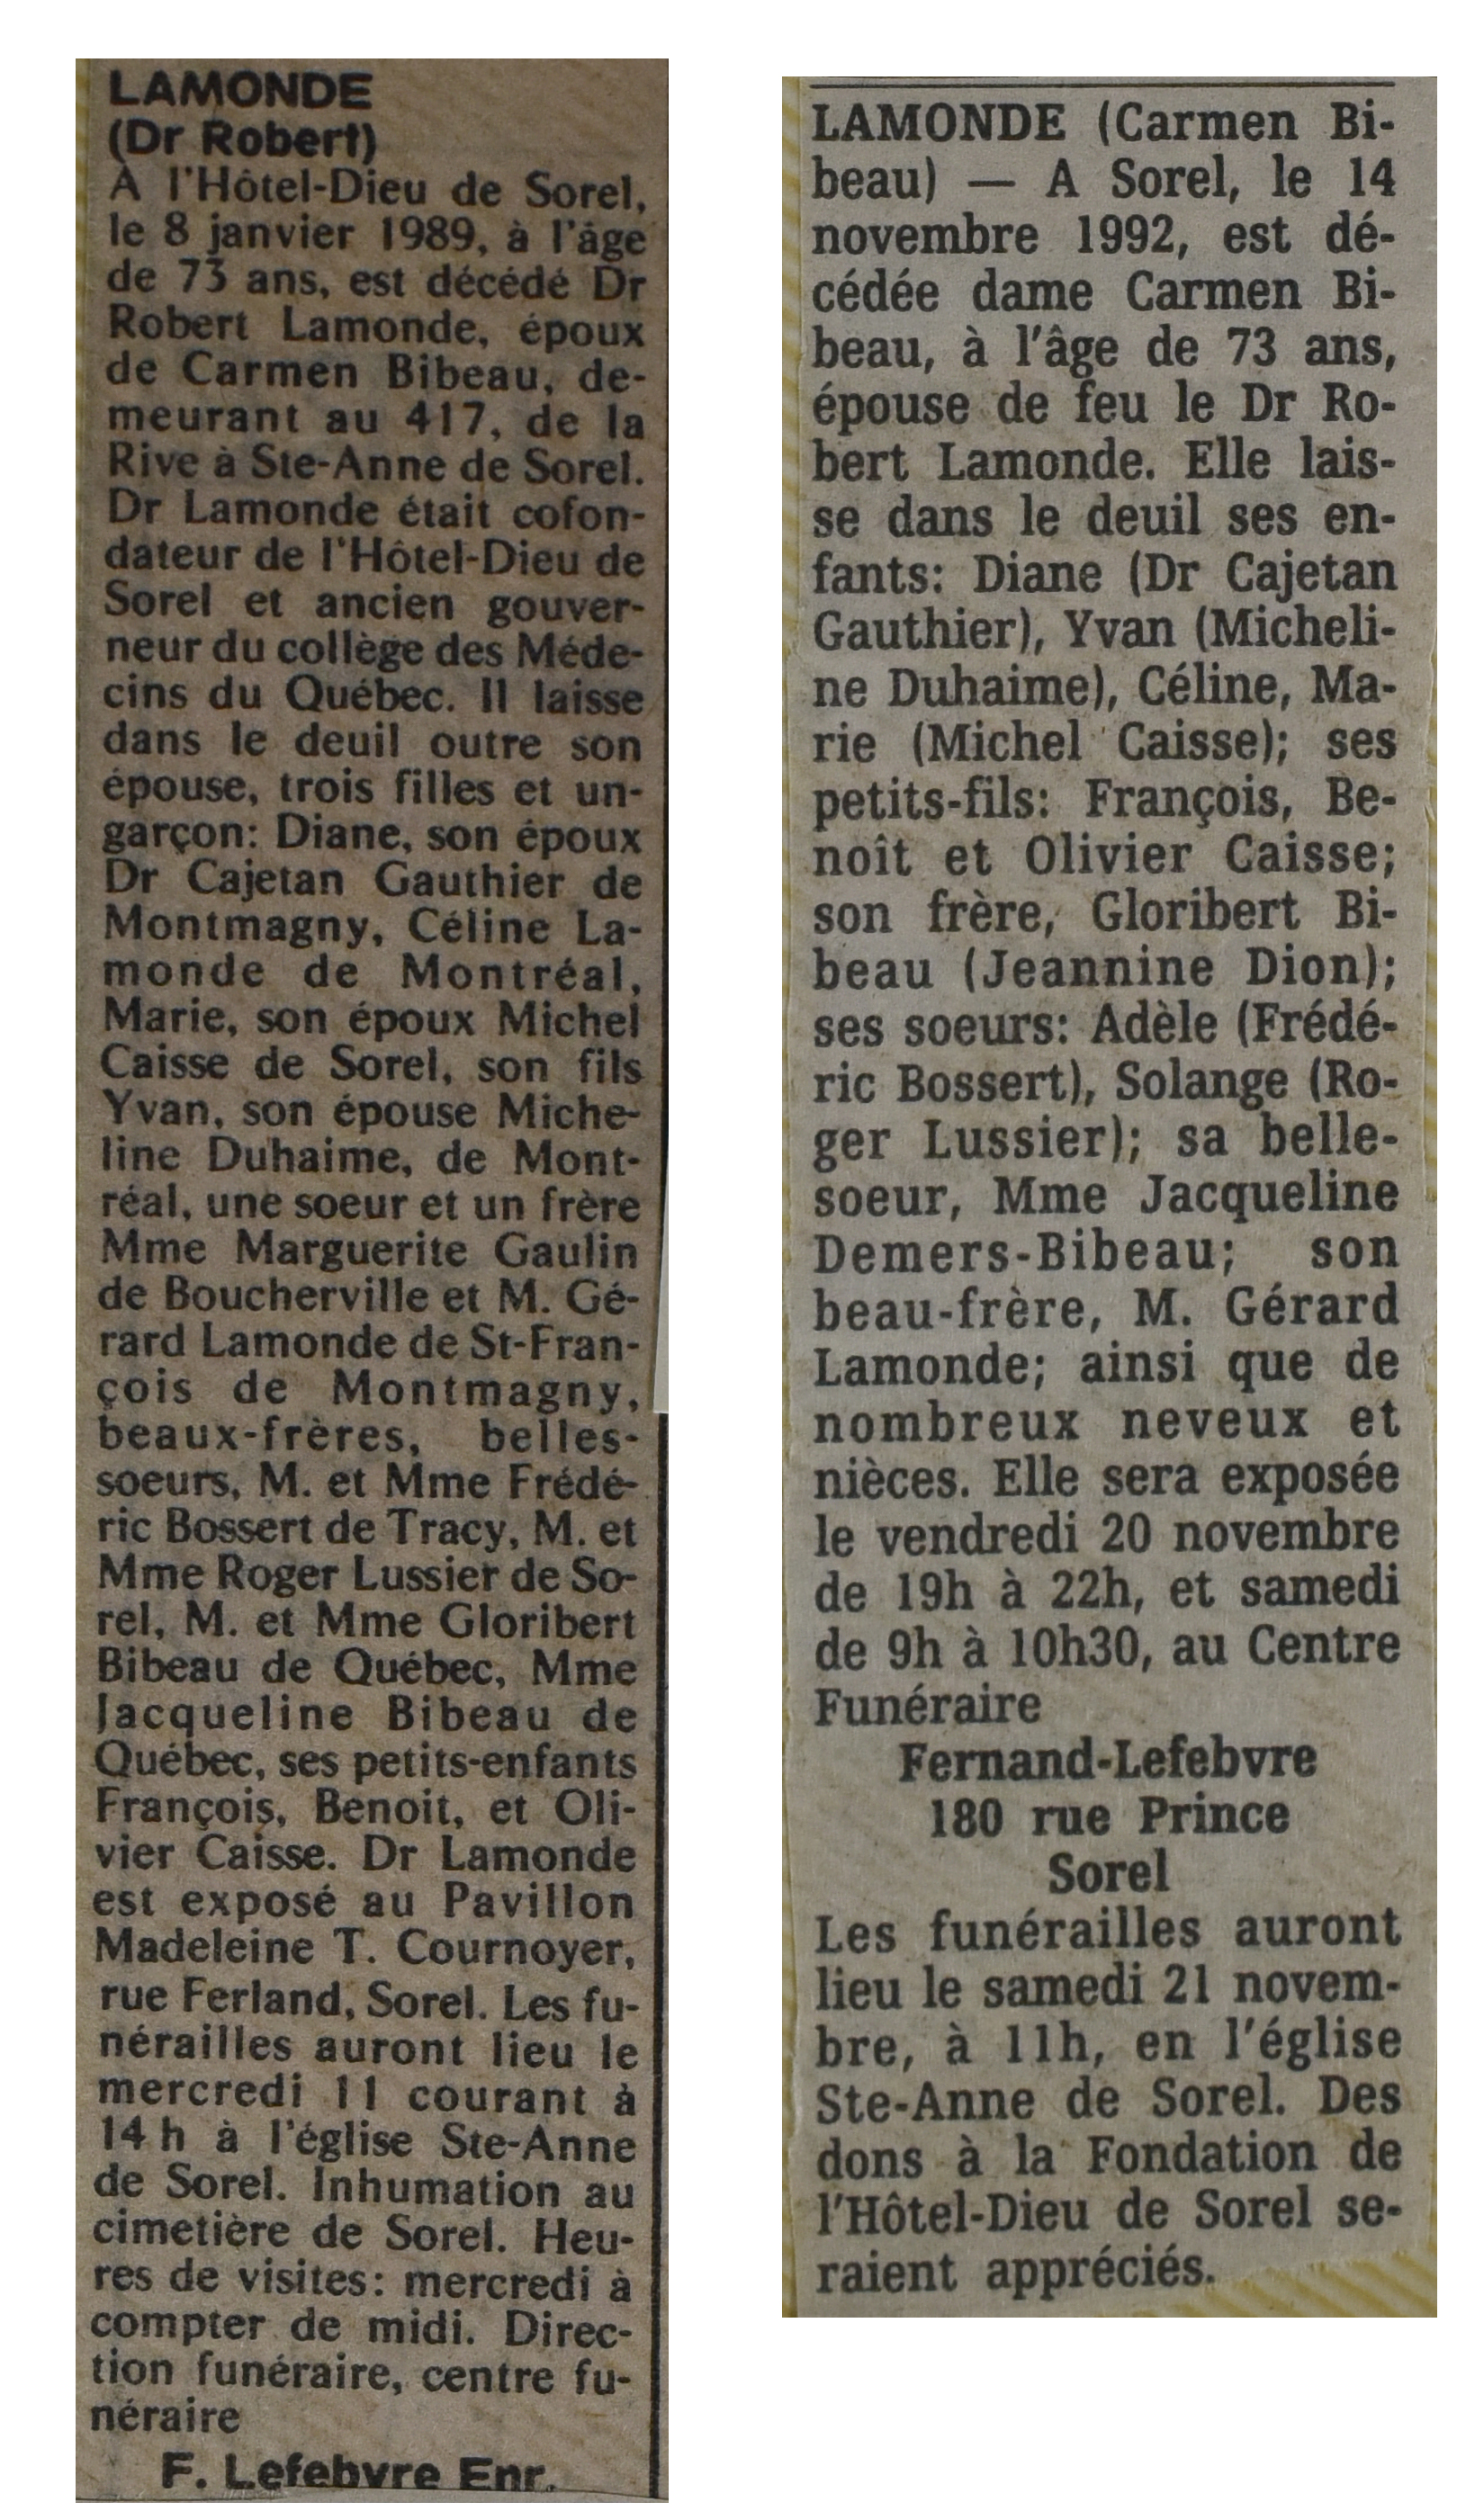 LAMONDE
(Dr Robert)
À l'Hôtel-Dieu de Sorel,
le 8 janvier 1989, à l'âge
de 73 ans, est décédé Dr
Robert Lamonde, époux
de Carmen Bibeau, de-
meurant au 417, de la
Rive à Ste-Anne de Sorel.
Dr Lamonde était cofon-
dateur de l'Hôtel-Dieu de
Sorel et ancien gouver-
neur du collège des Méde-
cins du Québec. Il laisse
dans le deuil outre son
épouse, trois filles et un-
garçon: Diane, son époux
Dr Cajetan Gauthier de
Montmagny, Céline La-
monde de Montréal,
Marie, son époux Michel
Caisse de Sorel, son fils
Yvan, son épouse Miche-
line Duhaime, de Mont-
réal, une soeur et un frère
Mme Marguerite Gaulin
de Boucherville et M. Gé-
rard Lamonde de St-Fran-
çois de Montmagny,
beaux-frères, belles-
soeurs, M. et Mme Frédé-
ric Bossert de Tracy, M. et
Mme Roger Lussier de So-
rel, M. et Mme Gloribert
Bibeau de Québec, Mme
Jacqueline Bibeau de
Québec, ses petits-enfants
François, Benoit, et Oli-
vier Caisse. Dr Lamonde
est exposé au Pavillon
Madeleine T. Cournoyer,
rue Ferland, Sorel. Les fu-
nérailles auront lieu le
mercredi 11 courant à
14 h à l'église Ste-Anne
de Sorel. Inhumation au
cimetière de Sorel. Heu-
res de visites: mercredi à
compter de midi. Direc-
tion funéraire, centre fu-
néraire
F. Lefebvre Enr.
LAMONDE (Carmen Bi-
beau) — A Sorel, le 14
novembre 1992, est dé-
cédée dame Carmen Bi-
beau, à l'âge de 73 ans,
épouse de feu le Dr Ro-
bert Lamonde. Elle lais-
se dans le deuil ses en-
fants: Diane (Dr Cajetan
Gauthier), Yvan (Micheli-
ne Duhaime), Céline, Ma-
rie (Michel Caisse); ses
petits-fils: François, Be-
noît et Olivier Caisse;
son frère, Gloribert Bi-
beau (Jeannine Dion);
ses soeurs: Adèle (Frédé-
ric Bossert), Solange (Ro-
ger Lussier); sa belle-
soeur, Mme Jacqueline
Demers-Bibeau; son
beau-frère, M. Gérard
Lamonde; ainsi que de
nombreux neveux et
nièces. Elle sera exposée
le vendredi 20 novembre
de 19h à 22h, et samedi
de 9h à 10h30, au Centre
Funéraire
Fernand-Lefebvre
180 rue Prince
Sorel
Les funérailles auront
lieu le samedi 21 novem-
bre, à 11h, en l'église
Ste-Anne de Sorel. Des
dons à la Fondation de
l'Hôtel-Dieu de Sorel se-
raient appréciés.